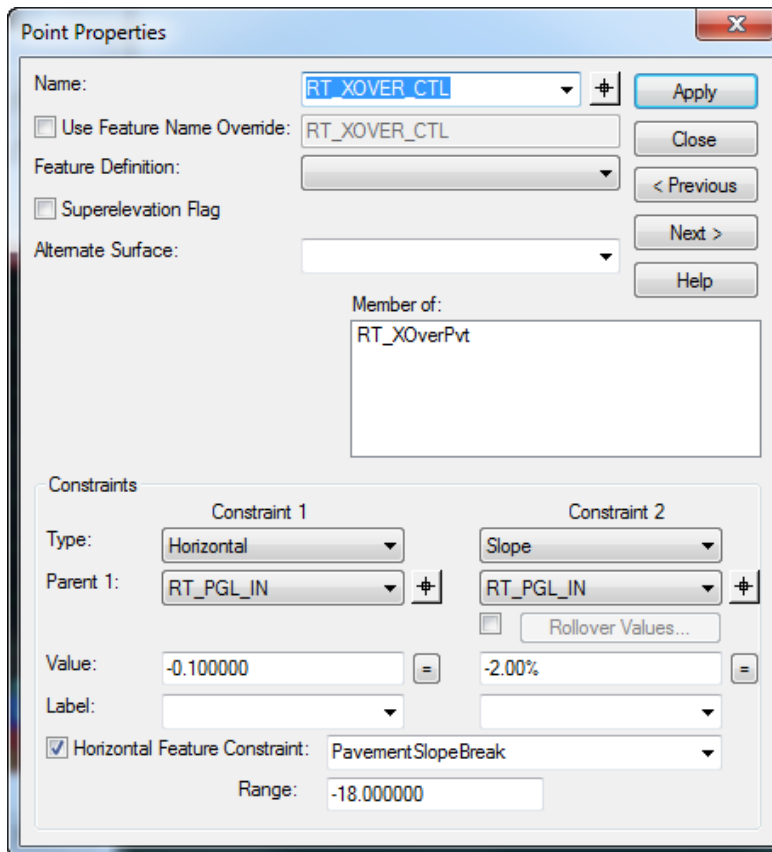 Point Properties
Name: RT_XOVER_CTL Apply
Use Feature Name Override: RT_XOVER_CTL Close
Feature Definition: < Previous
Superelevation Flag
Next >
Alternate Surface:
Help
Member of:
RT_XOverPvt
Constraints
Constraint 1 Constraint 2
Type: Horizontal Slope
Parent 1: RT_PGL_IN RT_PGL_IN
Rollover Values...
Value: -0.100000 = -2.00% =
Label:
Horizontal Feature Constraint: PavementSlopeBreak
Range: -18.000000